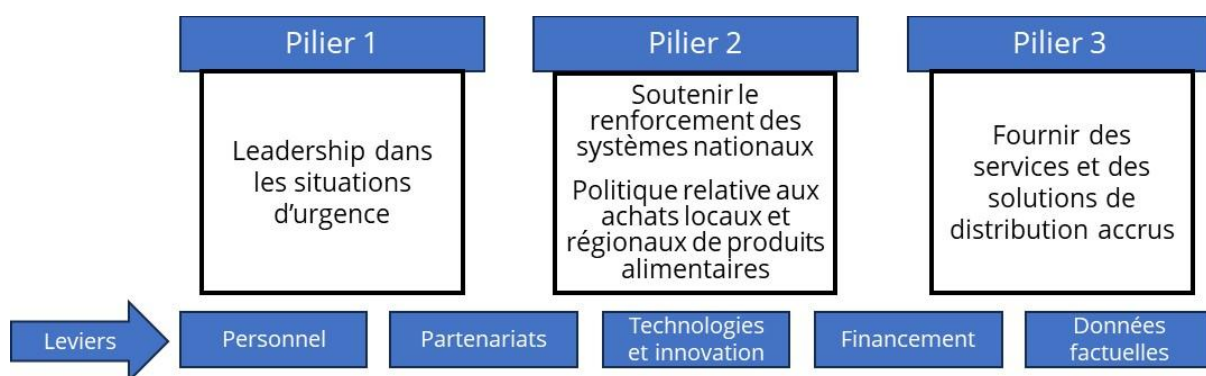 Pilier 1
Pilier 2
Pilier 3
Leadership dans
les situations
d’urgence
Soutenir le
renforcement des
systèmes nationaux
Politique relative aux
achats locaux et
régionaux de produits
alimentaires
Fournir des
services et des
solutions de
distribution accrus
Leviers
Personnel
Partenariats
Technologies
et innovation
Financement
Données
factuelles